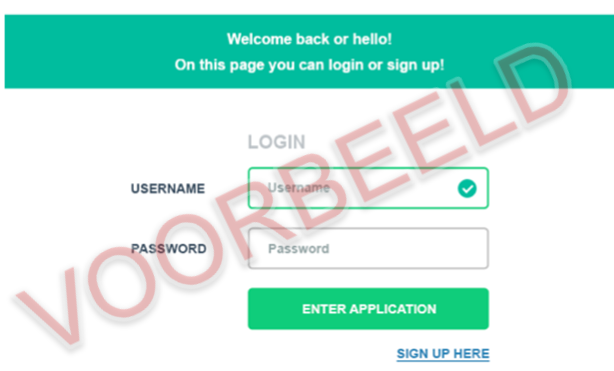 Welcome back or hello!
On this page you can login or sign up!
LOGIN
USERNAME
Username
PASSWORD
Password
ENTER APPLICATION
SIGN UP HERE
VOORBEELD